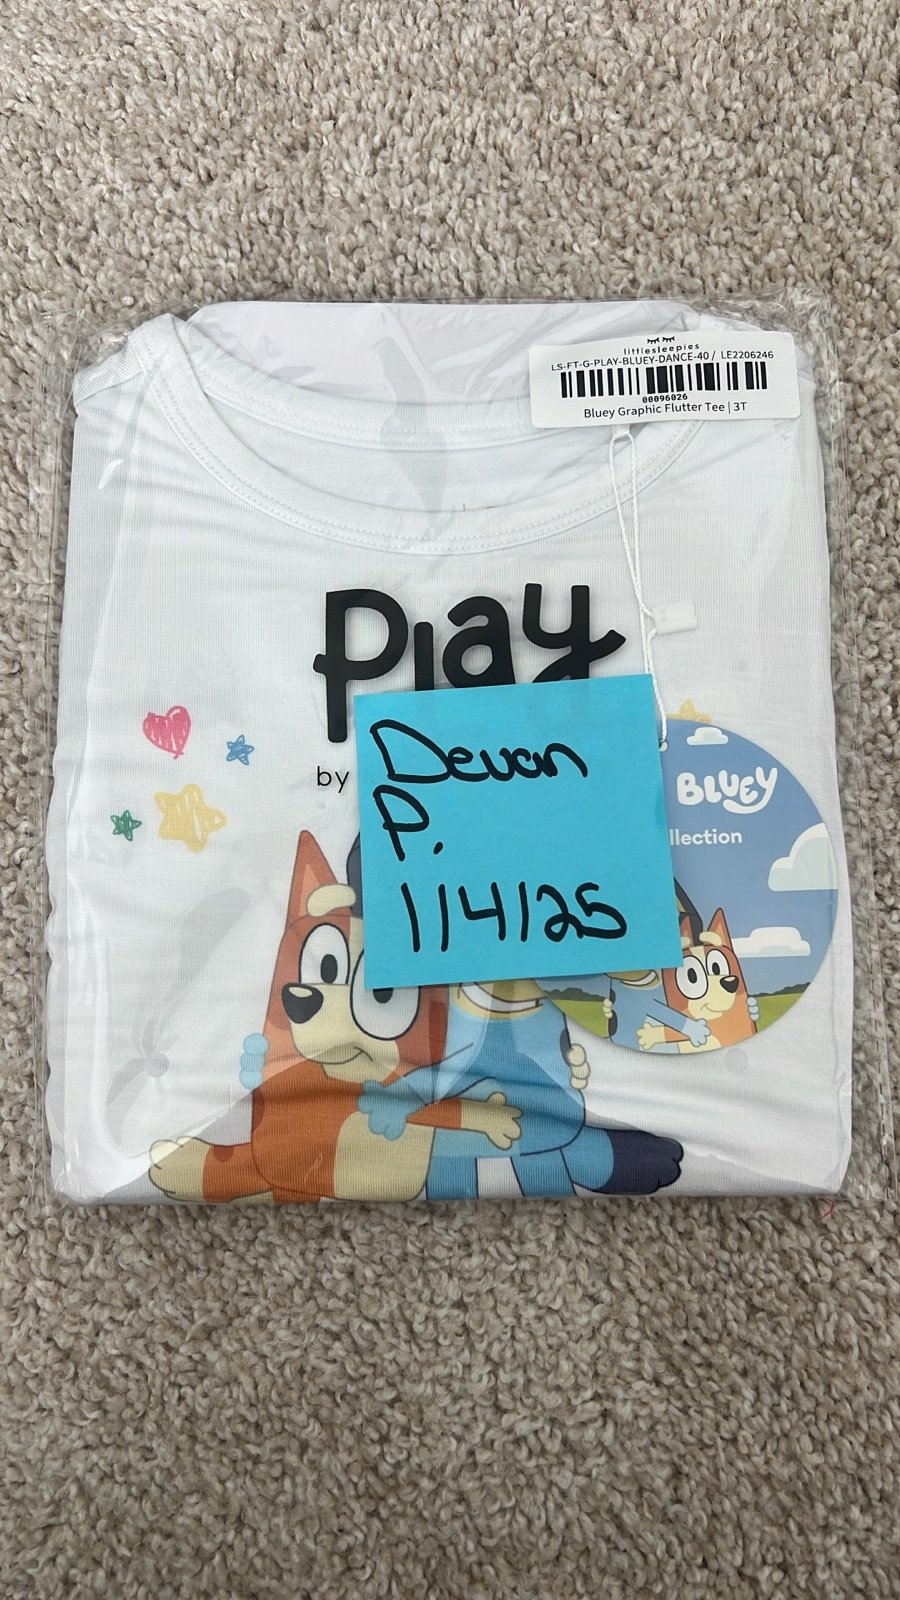 littlesleepies
LS-FT-G-PLAY-BLUEY-DANCE-40 / LE2206246
00096026
Bluey Graphic Flutter Tee | 3T
Play
by
Devon
P.
1/4/25
BLUEY
llection